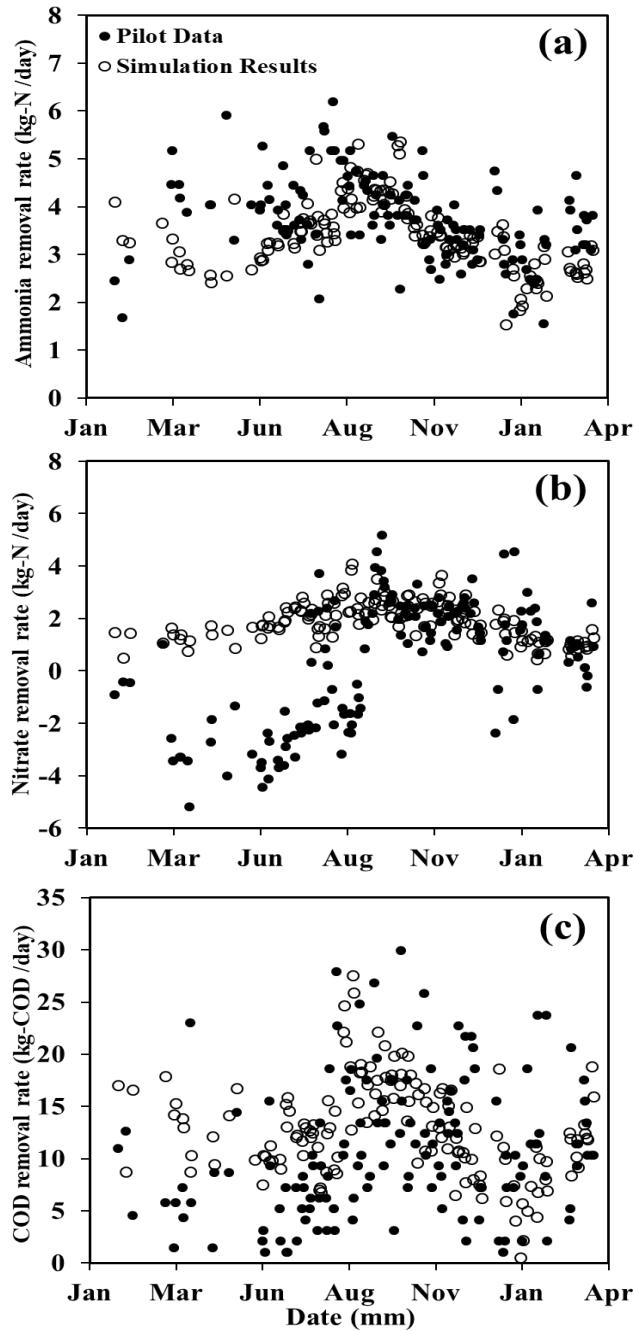 8
Pilot Data
(a)
7
Simulation Results
6
5
4
3
2
1
0
Ammonia removal rate (kg-N /day)
Jan Mar Jun Aug Nov Jan Apr
8
(b)
6
4
2
0
-2
-4
-6
Nitrate removal rate (kg-N /day)
Jan Mar Jun Aug Nov Jan Apr
35
(c)
30
25
20
15
10
5
0
COD removal rate (kg-COD /day)
Jan Mar Jun Aug Nov Jan Apr
Date (mm)